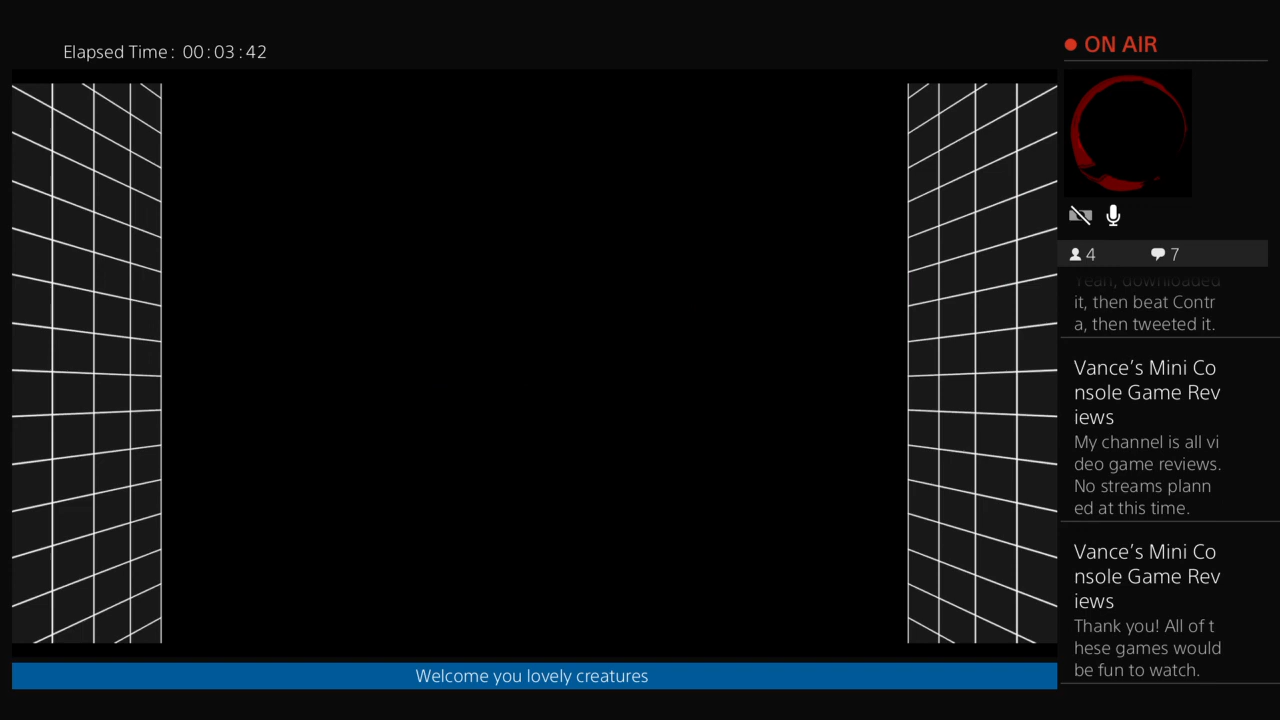 Elapsed Time: 00:03:42
ON AIR
4 7
Yeah, downloaded
it, then beat Contr
a, then tweeted it.
Vance's Mini Co
nsole Game Rev
iews
My channel is all vi
deo game reviews.
No streams plann
ed at this time.
Vance's Mini Co
nsole Game Rev
iews
Thank you! All of t
hese games would
be fun to watch.
Welcome you lovely creatures